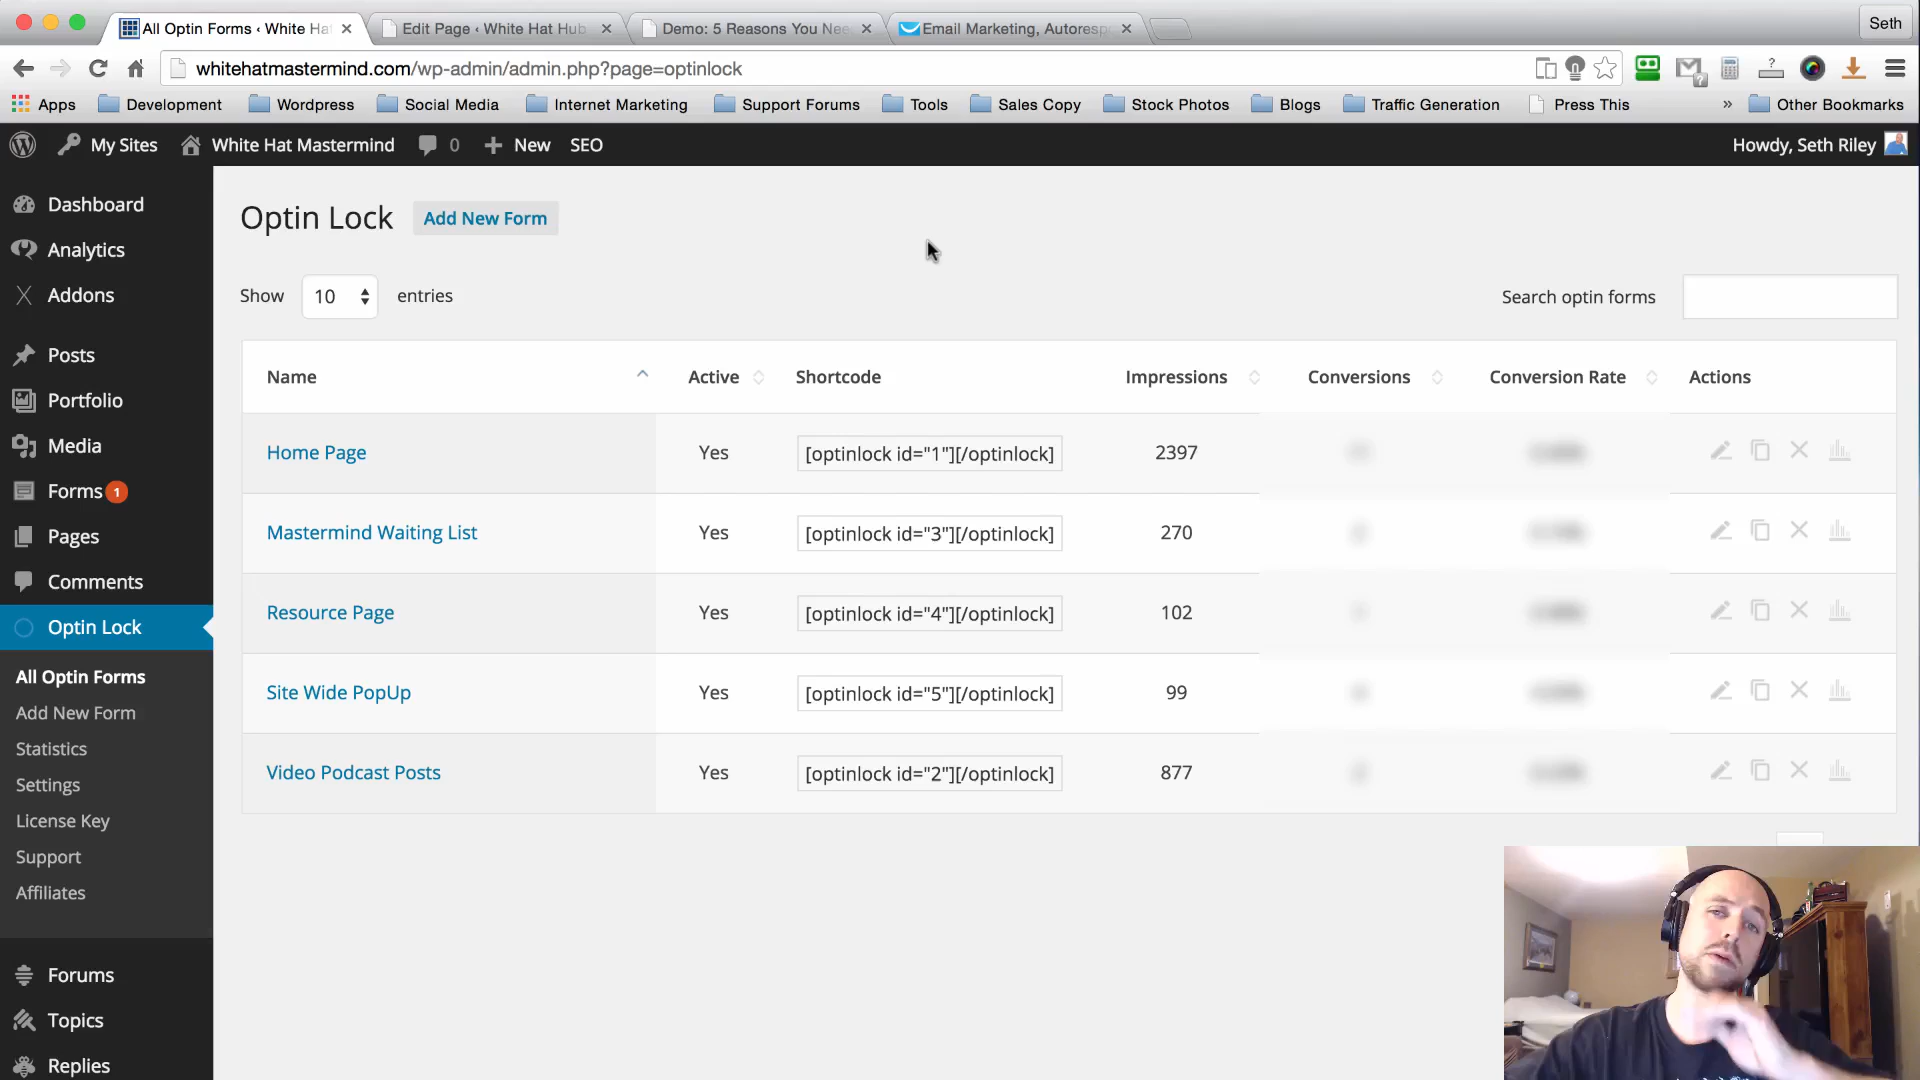 All Optin Forms ‹ White Ha
Edit Page ‹ White Hat Hub
Demo: 5 Reasons You Nee
Email Marketing, Autoresp
Seth
whitehatmastermind.com/wp-admin/admin.php?page=optinlock
Apps
Development
Wordpress
Social Media
Internet Marketing
Support Forums
Tools
Sales Copy
Stock Photos
Blogs
Traffic Generation
Press This
»
Other Bookmarks
My Sites
White Hat Mastermind
0
New
SEO
Howdy, Seth Riley
Dashboard
Analytics
Addons
Posts
Portfolio
Media
Forms 1
Pages
Comments
Optin Lock
All Optin Forms
Add New Form
Statistics
Settings
License Key
Support
Affiliates
Forums
Topics
Replies
Optin Lock
Add New Form
Show 10 entries
Search optin forms
Name Active Shortcode Impressions Conversions Conversion Rate Actions
Home Page Yes [optinlock id="1"][/optinlock] 2397
Mastermind Waiting List Yes [optinlock id="3"][/optinlock] 270
Resource Page Yes [optinlock id="4"][/optinlock] 102
Site Wide PopUp Yes [optinlock id="5"][/optinlock] 99
Video Podcast Posts Yes [optinlock id="2"][/optinlock] 877